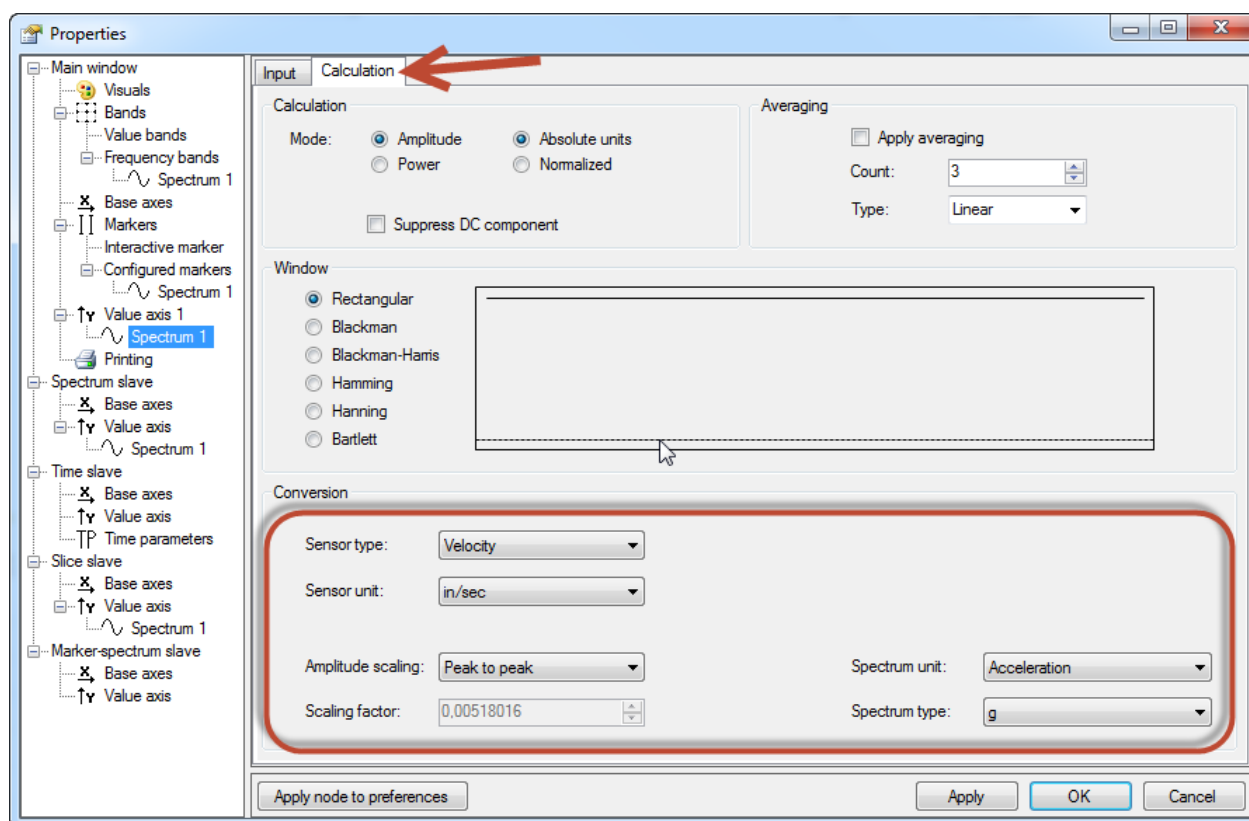 Properties
Main window
Visuals
Bands
Value bands
Frequency bands
Spectrum 1
X Base axes
Markers
Interactive marker
Configured markers
Spectrum 1
Y Value axis 1
Spectrum 1
Printing
Spectrum slave
X Base axes
Y Value axis
Spectrum 1
Time slave
X Base axes
Y Value axis
TP Time parameters
Slice slave
X Base axes
Y Value axis
Spectrum 1
Marker-spectrum slave
X Base axes
Y Value axis
Input Calculation
Calculation
Mode: Amplitude Absolute units
Power Normalized
Suppress DC component
Averaging
Apply averaging
Count: 3
Type: Linear
Window
Rectangular
Blackman
Blackman-Harris
Hamming
Hanning
Bartlett
Conversion
Sensor type: Velocity
Sensor unit: in/sec
Amplitude scaling: Peak to peak Spectrum unit: Acceleration
Scaling factor: 0,00518016 Spectrum type: g
Apply node to preferences Apply OK Cancel